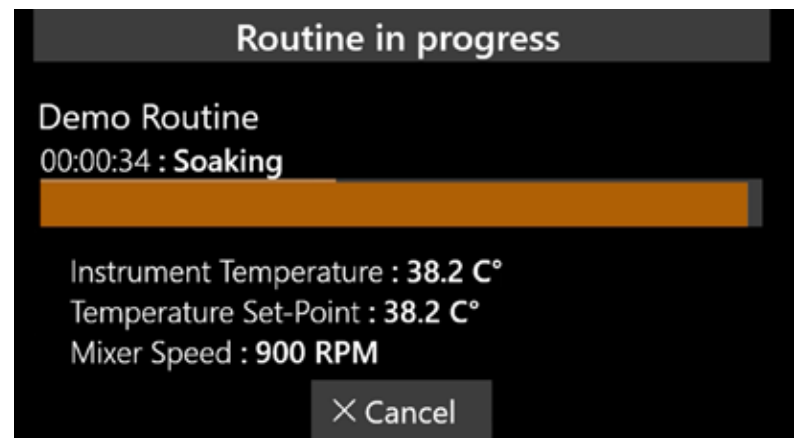 Routine in progress
Demo Routine
00:00:34 : Soaking
Instrument Temperature : 38.2 C°
Temperature Set-Point : 38.2 C°
Mixer Speed : 900 RPM
× Cancel